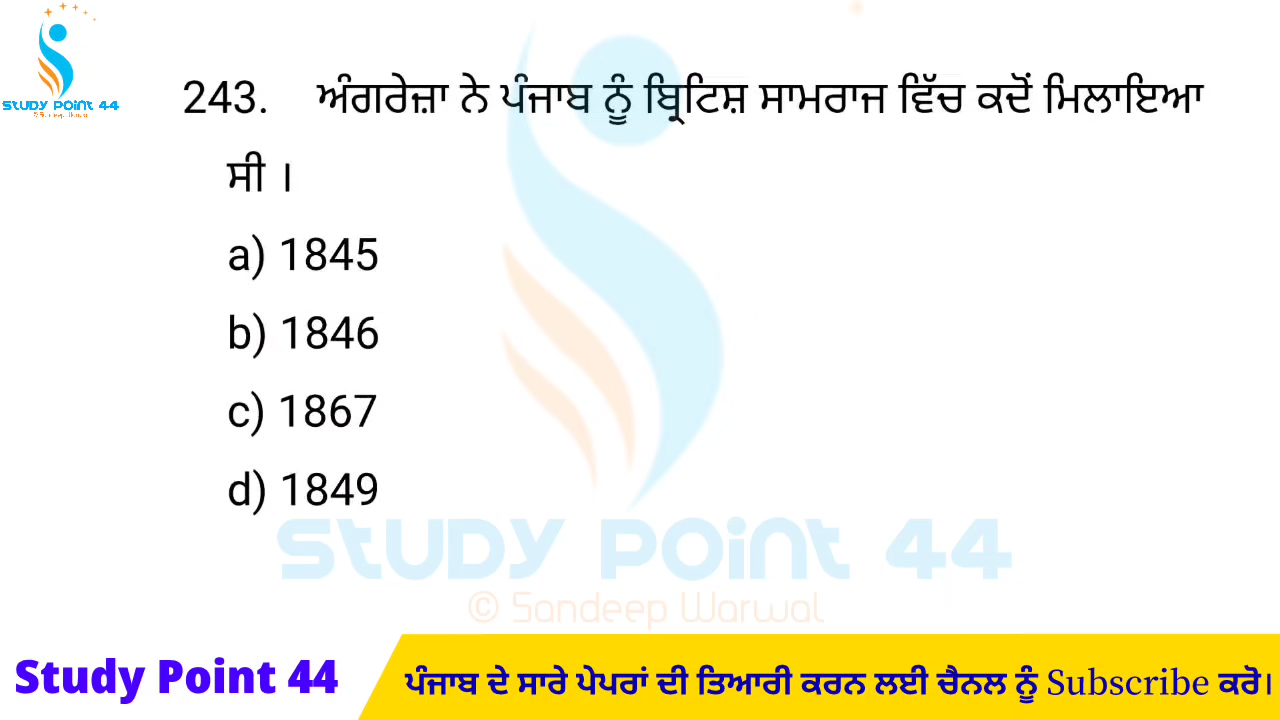 STUDY POINT 44
243. ਅੰਗਰੇਜ਼ਾ ਨੇ ਪੰਜਾਬ ਨੂੰ ਬ੍ਰਿਟਿਸ਼ ਸਾਮਰਾਜ ਵਿੱਚ ਕਦੋਂ ਮਿਲਾਇਆ
ਸੀ ।
a) 1845
b) 1846
c) 1867
d) 1849
STUDY POINT 44
© Sandeep Warwal
Study Point 44
ਪੰਜਾਬ ਦੇ ਸਾਰੇ ਪੇਪਰਾਂ ਦੀ ਤਿਆਰੀ ਕਰਨ ਲਈ ਚੈਨਲ ਨੂੰ Subscribe ਕਰੋ।